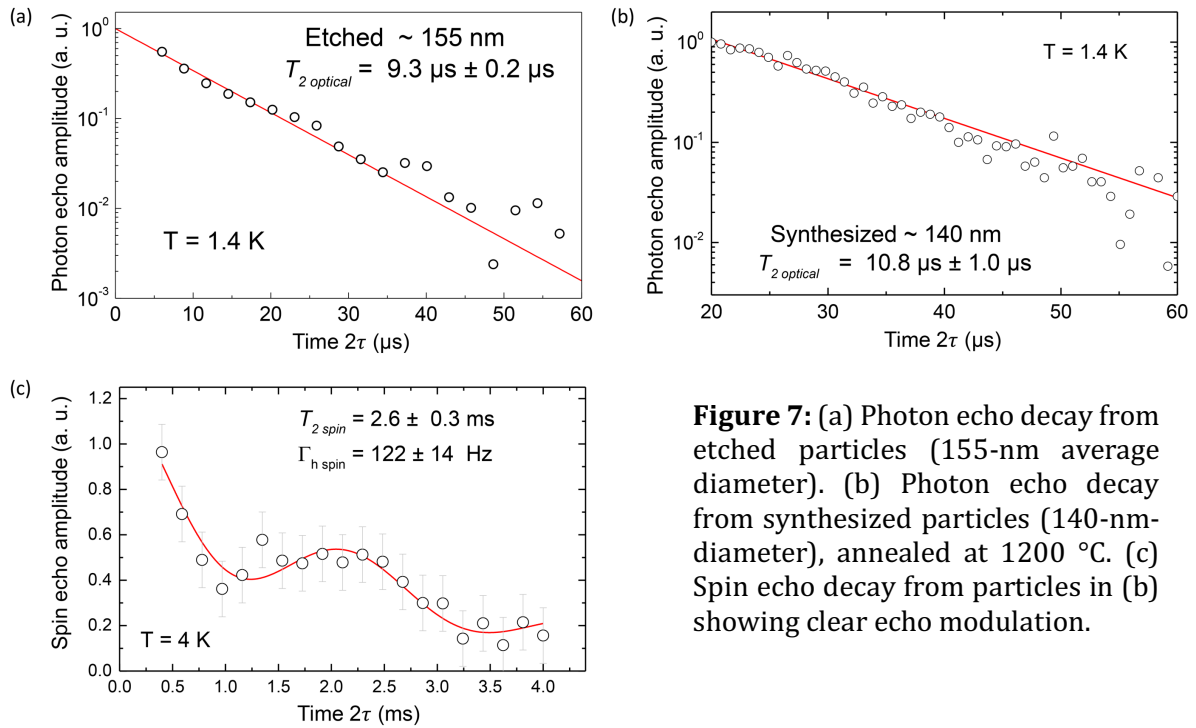 (a)
Photon echo amplitude (a. u.)
10⁰
10⁻¹
10⁻²
10⁻³
Etched ~ 155 nm
T₂ optical = 9.3 µs ± 0.2 µs
T = 1.4 K
0 10 20 30 40 50 60
Time 2τ (µs)
(b)
Photon echo amplitude (a. u.)
10⁰
10⁻¹
10⁻²
T = 1.4 K
Synthesized ~ 140 nm
T₂ optical = 10.8 µs ± 1.0 µs
20 30 40 50 60
Time 2τ (µs)
(c)
Spin echo amplitude (a. u.)
1.2
1.0
0.8
0.6
0.4
0.2
0.0
T₂ spin = 2.6 ± 0.3 ms
Γh spin = 122 ± 14 Hz
T = 4 K
0.0 0.5 1.0 1.5 2.0 2.5 3.0 3.5 4.0
Time 2τ (ms)
Figure 7: (a) Photon echo decay from
etched particles (155-nm average
diameter). (b) Photon echo decay
from synthesized particles (140-nm-
diameter), annealed at 1200 °C. (c)
Spin echo decay from particles in (b)
showing clear echo modulation.